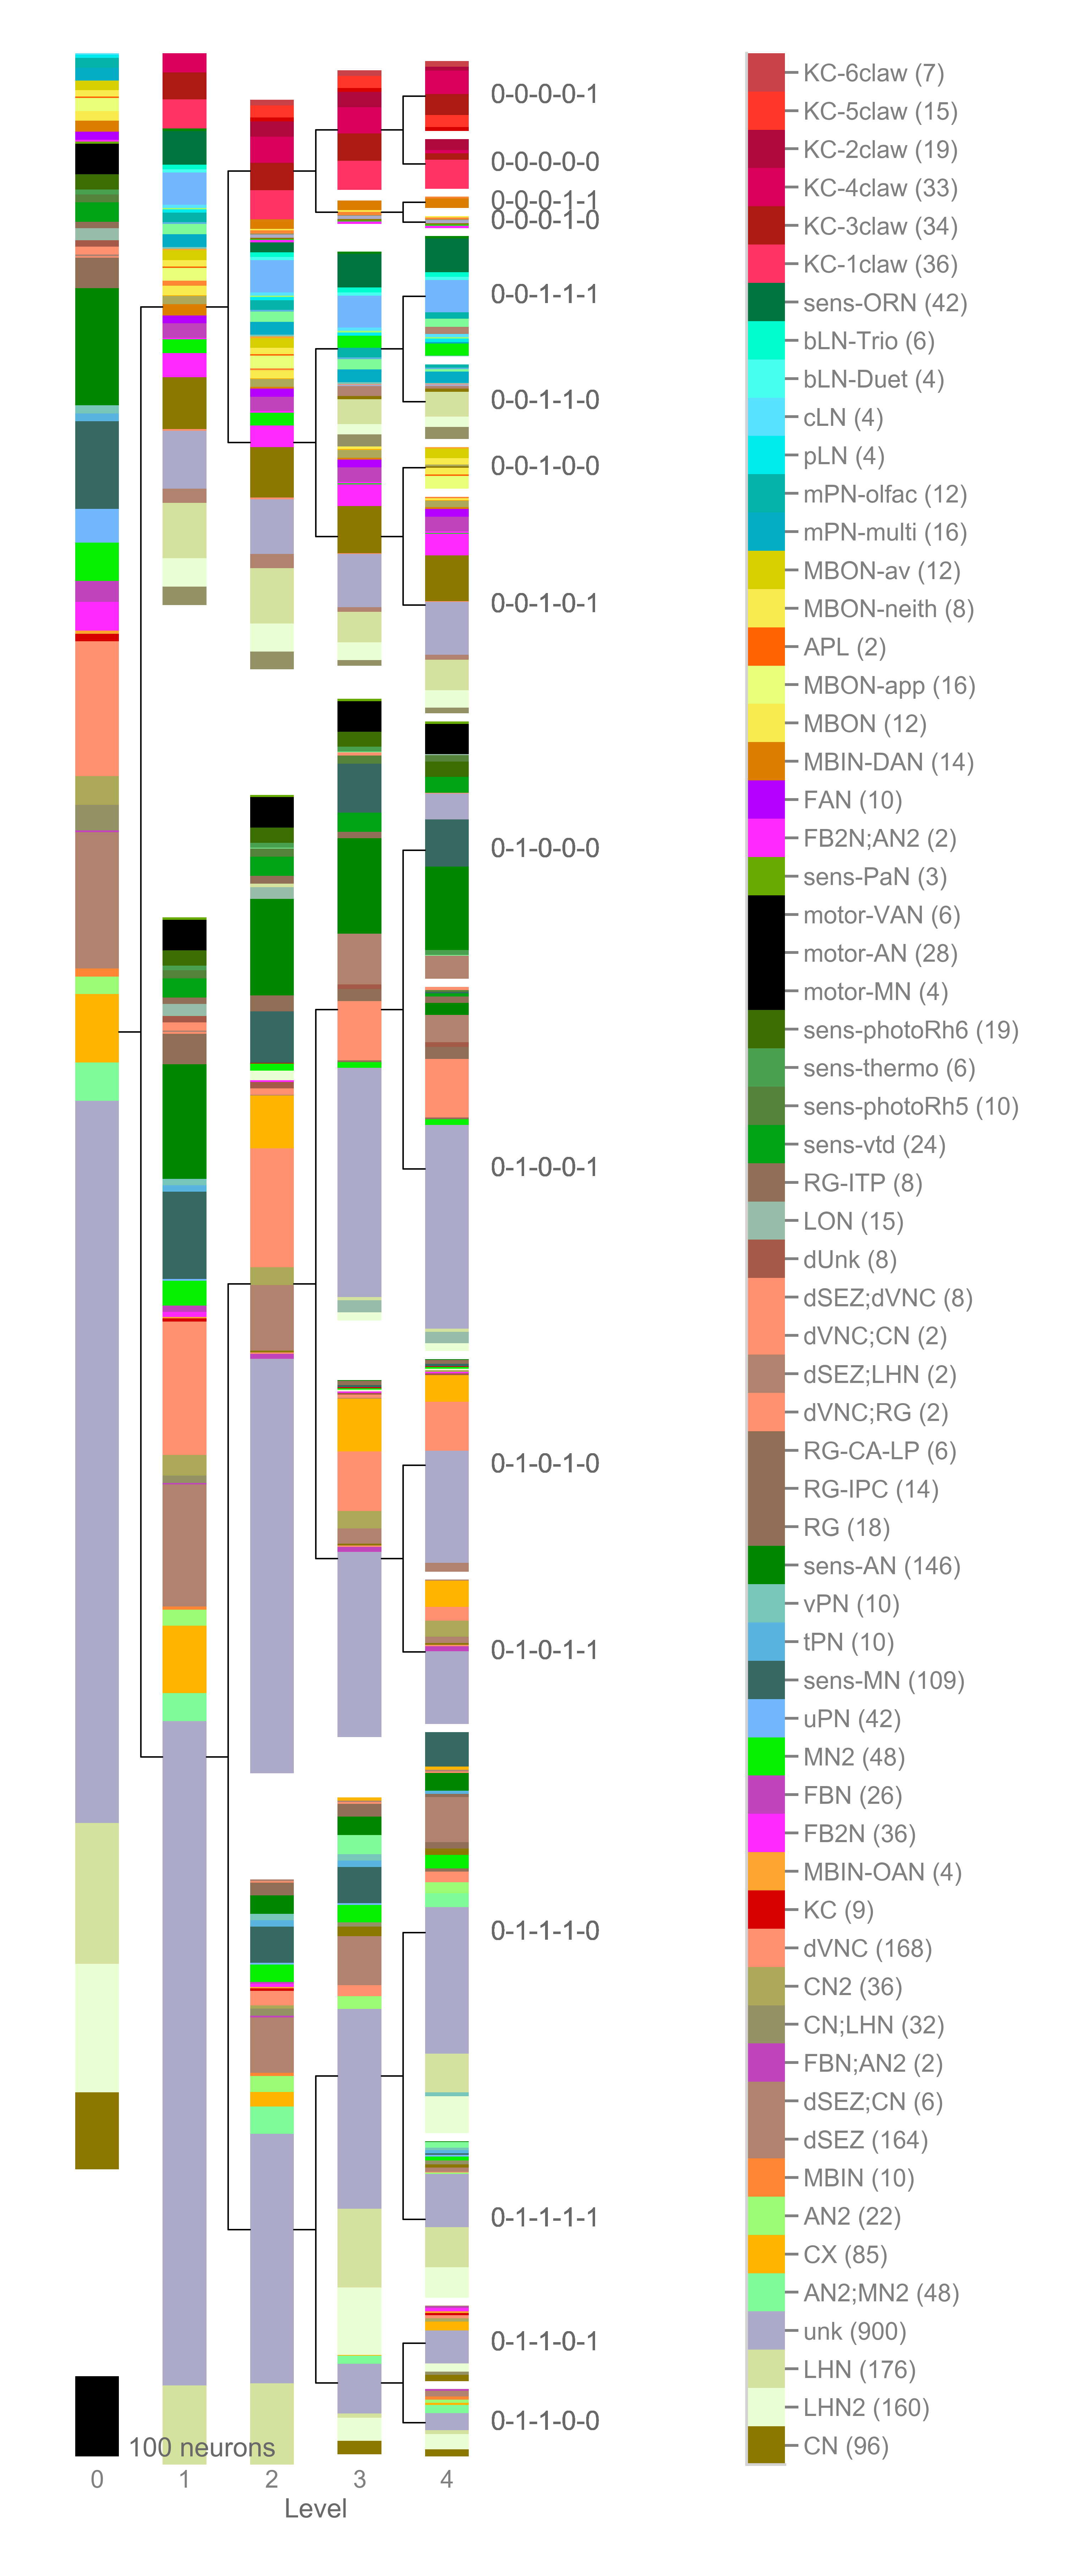 0-0-0-0-1
0-0-0-0-0
0-0-0-1-1
0-0-0-1-0
0-0-1-1-1
0-0-1-1-0
0-0-1-0-0
0-0-1-0-1
0-1-0-0-0
0-1-0-0-1
0-1-0-1-0
0-1-0-1-1
0-1-1-1-0
0-1-1-1-1
0-1-1-0-1
0-1-1-0-0
100 neurons
0 1 2 3 4
Level
KC-6claw (7)
KC-5claw (15)
KC-2claw (19)
KC-4claw (33)
KC-3claw (34)
KC-1claw (36)
sens-ORN (42)
bLN-Trio (6)
bLN-Duet (4)
cLN (4)
pLN (4)
mPN-olfac (12)
mPN-multi (16)
MBON-av (12)
MBON-neith (8)
APL (2)
MBON-app (16)
MBON (12)
MBIN-DAN (14)
FAN (10)
FB2N;AN2 (2)
sens-PaN (3)
motor-VAN (6)
motor-AN (28)
motor-MN (4)
sens-photoRh6 (19)
sens-thermo (6)
sens-photoRh5 (10)
sens-vtd (24)
RG-ITP (8)
LON (15)
dUnk (8)
dSEZ;dVNC (8)
dVNC;CN (2)
dSEZ;LHN (2)
dVNC;RG (2)
RG-CA-LP (6)
RG-IPC (14)
RG (18)
sens-AN (146)
vPN (10)
tPN (10)
sens-MN (109)
uPN (42)
MN2 (48)
FBN (26)
FB2N (36)
MBIN-OAN (4)
KC (9)
dVNC (168)
CN2 (36)
CN;LHN (32)
FBN;AN2 (2)
dSEZ;CN (6)
dSEZ (164)
MBIN (10)
AN2 (22)
CX (85)
AN2;MN2 (48)
unk (900)
LHN (176)
LHN2 (160)
CN (96)